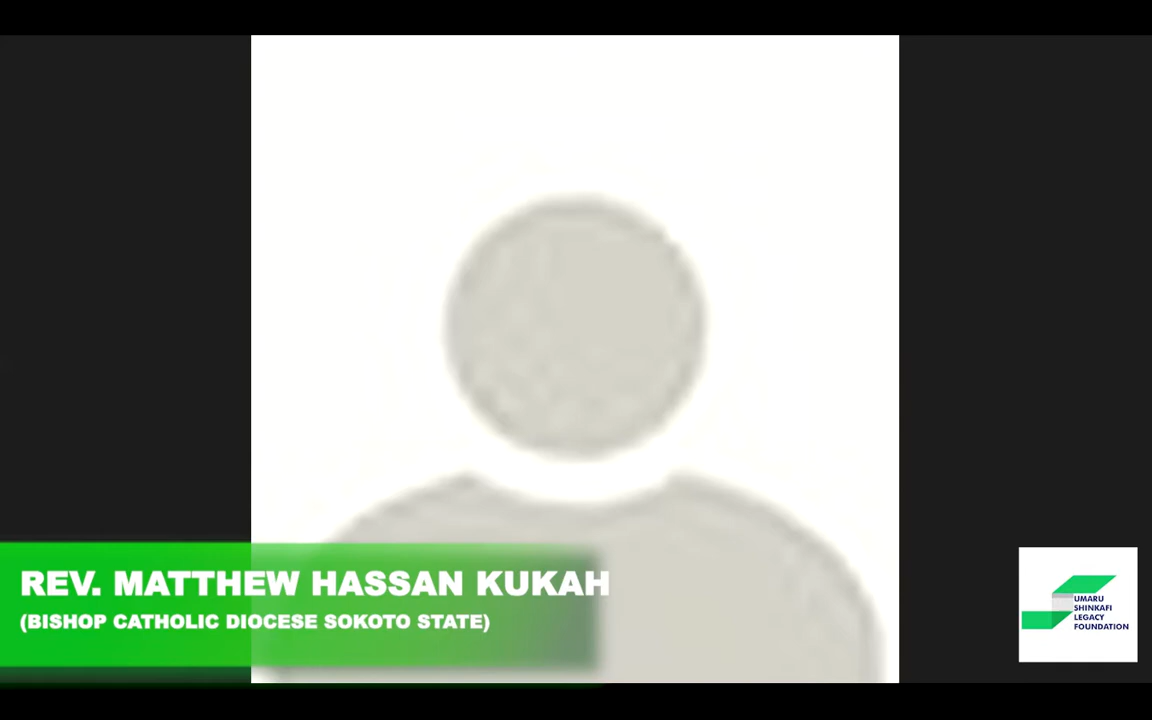 REV. MATTHEW HASSAN KUKAH
(BISHOP CATHOLIC DIOCESE SOKOTO STATE)
UMARU
SHINKAFI
LEGACY
FOUNDATION